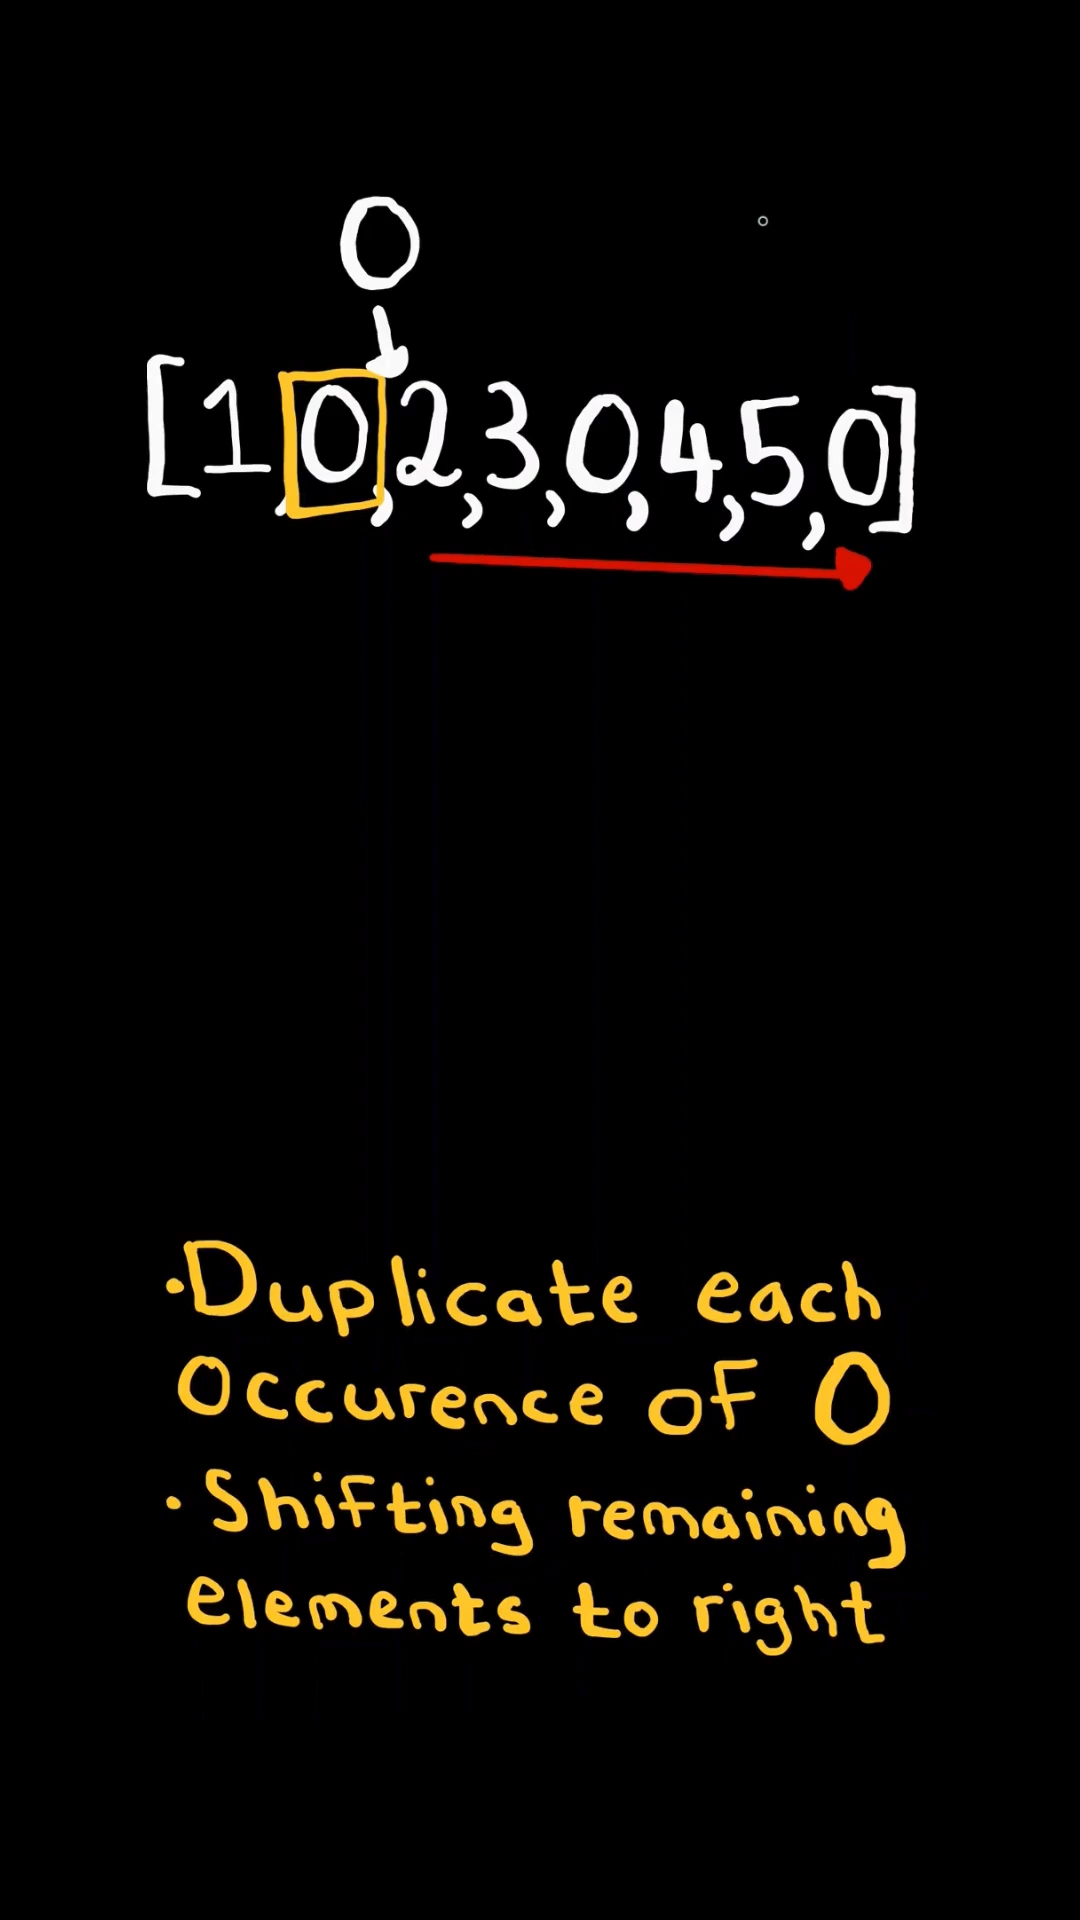 0
[1,0,2,3,0,4,5,0]
•Duplicate each
Occurence of 0
•Shifting remaining
elements to right